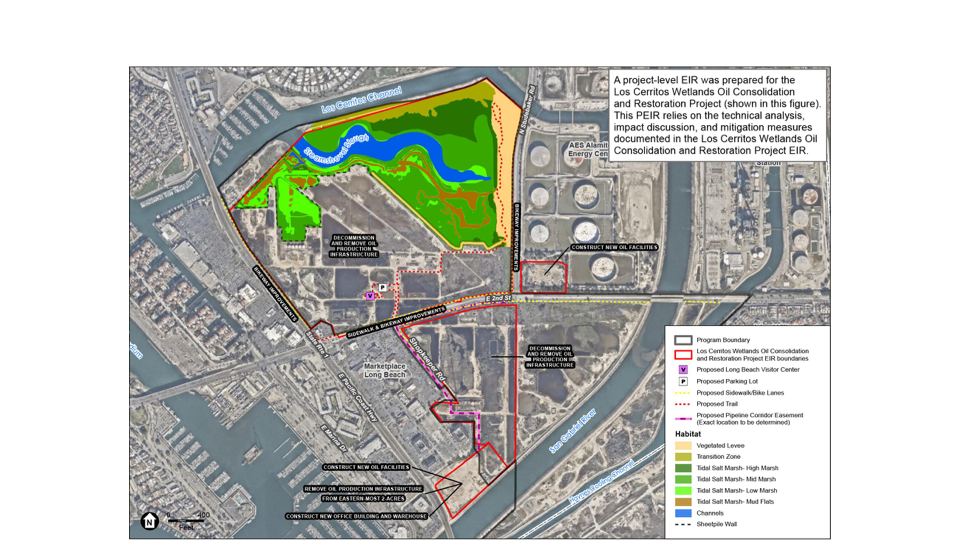 A project-level EIR was prepared for the
Los Cerritos Wetlands Oil Consolidation
and Restoration Project (shown in this figure).
This PEIR relies on the technical analysis,
impact discussion, and mitigation measures
documented in the Los Cerritos Wetlands Oil
Consolidation and Restoration Project EIR.
Los Cerritos Channel
N Studebaker Rd
AES Alamit
Energy Cen
Station
Steamshovel Slough
DECOMMISSION
AND REMOVE OIL
PRODUCTION
INFRASTRUCTURE
BIKEWAY IMPROVEMENTS
CONSTRUCT NEW OIL FACILITIES
BIKEWAY IMPROVEMENTS
P
V
E 2nd St
SIDEWALK & BIKEWAY IMPROVEMENTS
Shopkeeper Rd
Marketplace
Long Beach
DECOMMISSION
AND REMOVE OIL
PRODUCTION
INFRASTRUCTURE
E Pacific Coast Hwy
E Marina Dr
San Gabriel River
CONSTRUCT NEW OIL FACILITIES
REMOVE OIL PRODUCTION INFRASTRUCTURE
FROM EASTERN-MOST 2-ACRES
CONSTRUCT NEW OFFICE BUILDING AND WAREHOUSE
N
0
400
Feet
Program Boundary
Los Cerritos Wetlands Oil Consolidation
and Restoration Project EIR boundaries
V Proposed Long Beach Visitor Center
P Proposed Parking Lot
Proposed Sidewalk/Bike Lanes
Proposed Trail
Proposed Pipeline Corridor Easement
(Exact location to be determined)
Habitat
Vegetated Levee
Transition Zone
Tidal Salt Marsh- High Marsh
Tidal Salt Marsh- Mid Marsh
Tidal Salt Marsh- Low Marsh
Tidal Salt Marsh- Mud Flats
Channels
Sheetpile Wall